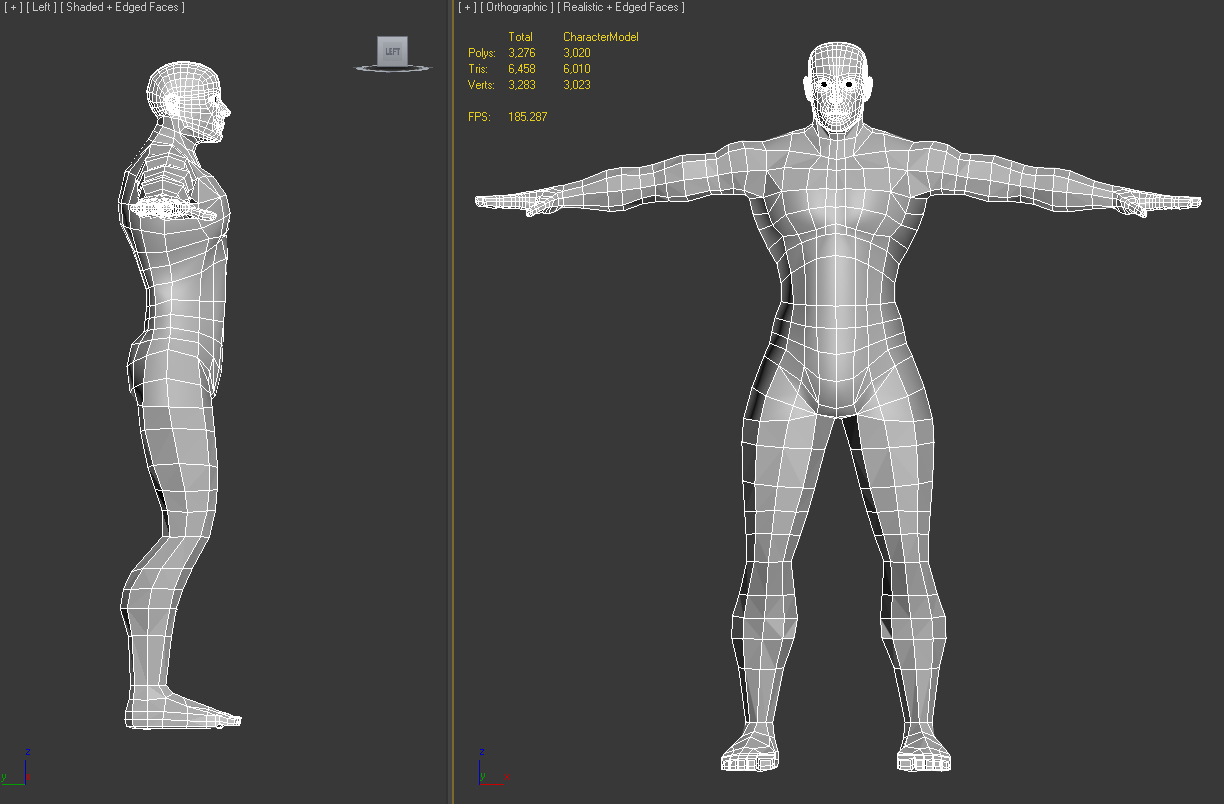 [ + ] [ Left ] [ Shaded + Edged Faces ]
LEFT
y
z
x
[ + ] [ Orthographic ] [ Realistic + Edged Faces ]
Total CharacterModel
Polys: 3,276 3,020
Tris: 6,458 6,010
Verts: 3,283 3,023
FPS: 185.287
z
y
x